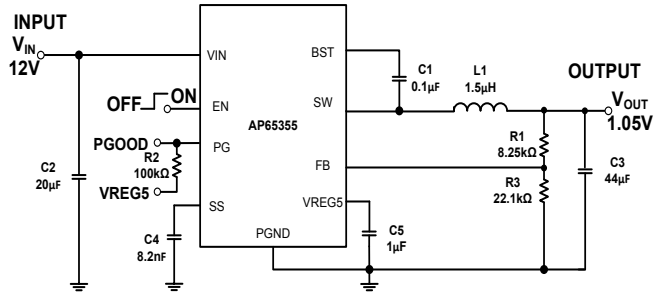 INPUT
VIN
12V
OFF ON
PGOOD
R2
100kΩ
VREG5
C2
20µF
C4
8.2nF
VIN
EN
PG
SS
AP65355
PGND
BST
SW
FB
VREG5
C1
0.1µF
L1
1.5µH
C5
1µF
R1
8.25kΩ
R3
22.1kΩ
C3
44µF
OUTPUT
VOUT
1.05V